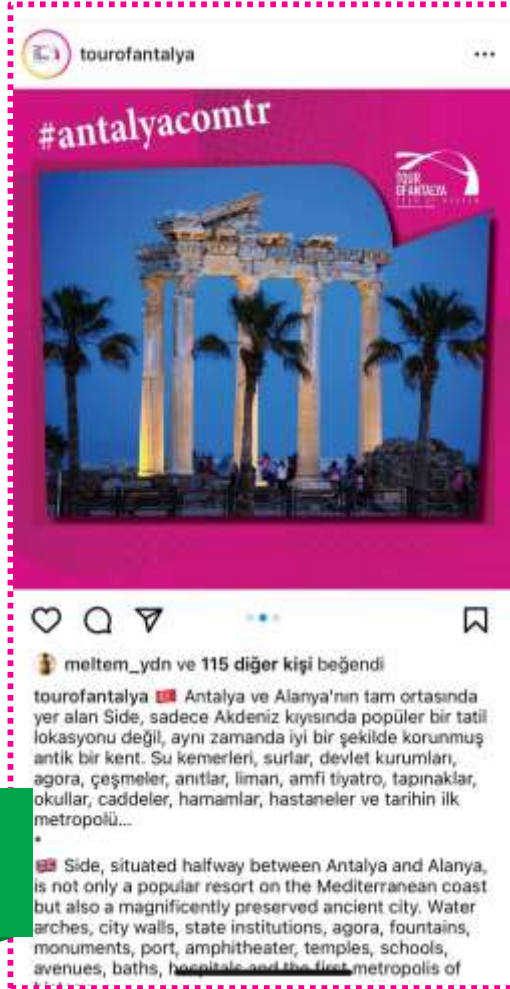 tourofantalya
#antalyacomtr
TOUR
OF ANTALYA
meltem_ydn ve 115 diğer kişi beğendi
tourofantalya 🇹🇷 Antalya ve Alanya'nın tam ortasında
yer alan Side, sadece Akdeniz kıyısında popüler bir tatil
lokasyonu değil, aynı zamanda iyi bir şekilde korunmuş
antik bir kent. Su kemerleri, surlar, devlet kurumları,
agora, çeşmeler, anıtlar, liman, amfi tiyatro, tapınaklar,
okullar, caddeler, hamamlar, hastaneler ve tarihin ilk
metropolü...
🇬🇧 Side, situated halfway between Antalya and Alanya,
is not only a popular resort on the Mediterranean coast
but also a magnificently preserved ancient city. Water
arches, city walls, state institutions, agora, fountains,
monuments, port, amphitheater, temples, schools,
avenues, baths, hospitals and the first metropolis of